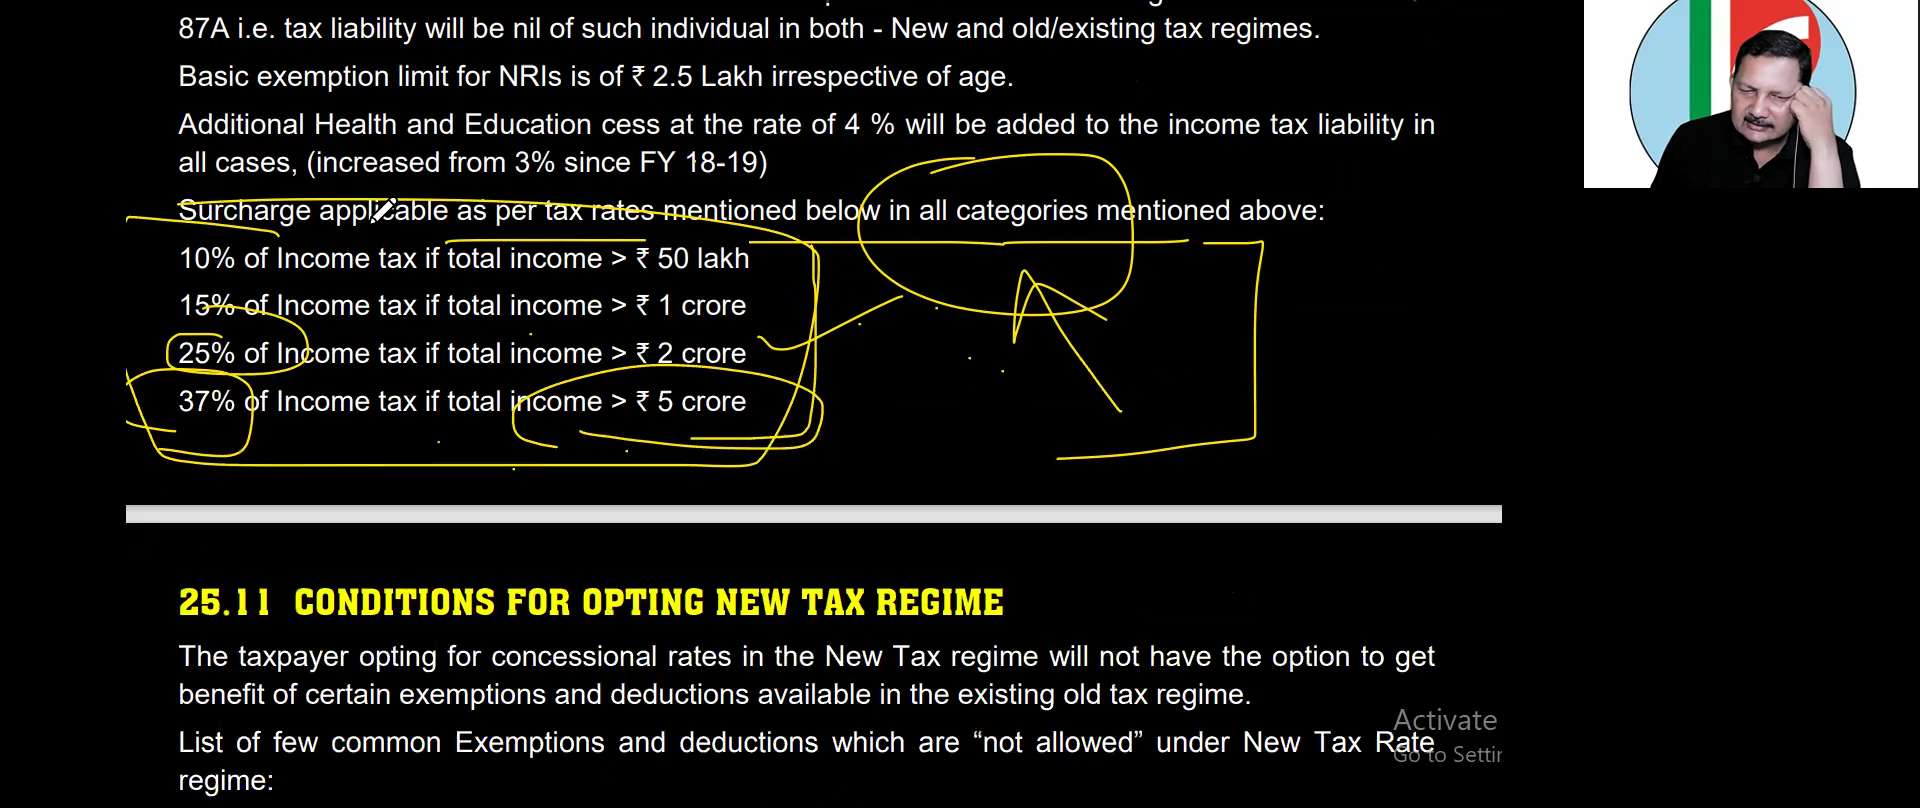 87A i.e. tax liability will be nil of such individual in both - New and old/existing tax regimes.
Basic exemption limit for NRIs is of ₹ 2.5 Lakh irrespective of age.
Additional Health and Education cess at the rate of 4 % will be added to the income tax liability in
all cases, (increased from 3% since FY 18-19)
Surcharge applicable as per tax rates mentioned below in all categories mentioned above:
10% of Income tax if total income > ₹ 50 lakh
15% of Income tax if total income > ₹ 1 crore
25% of Income tax if total income > ₹ 2 crore
37% of Income tax if total income > ₹ 5 crore
25.11 CONDITIONS FOR OPTING NEW TAX REGIME
The taxpayer opting for concessional rates in the New Tax regime will not have the option to get
benefit of certain exemptions and deductions available in the existing old tax regime.
List of few common Exemptions and deductions which are “not allowed” under New Tax Rate
regime:
Activate
Go to Settin